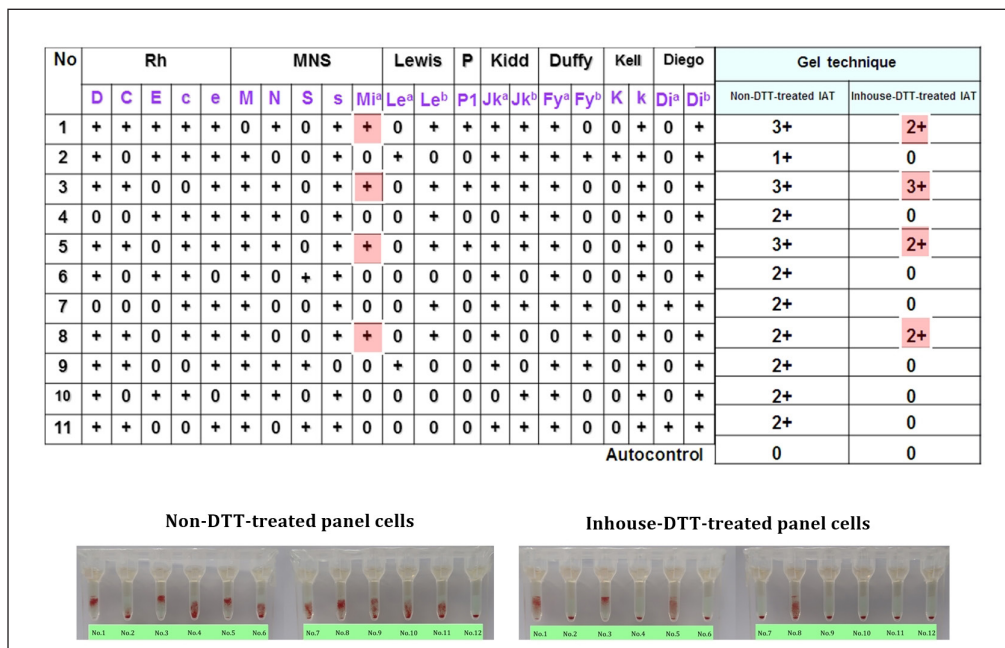 No Rh MNS Lewis P Kidd Duffy Kell Diego Gel technique
D C E c e M N S s Miᵃ Leᵃ Leᵇ P1 Jkᵃ Jkᵇ Fyᵃ Fyᵇ K k Diᵃ Diᵇ Non-DTT-treated IAT Inhouse-DTT-treated IAT
1 + + + + + 0 + 0 + + 0 + + + + + 0 0 + 0 + 3+ 2+
2 + 0 + + + + 0 0 + 0 + 0 0 + + + + + + 0 + 1+ 0
3 + + 0 0 + + + 0 + + 0 + + + + + 0 0 + 0 + 3+ 3+
4 0 0 + + + + + 0 + 0 0 + 0 0 + + 0 0 + 0 + 2+ 0
5 + + 0 + + + + 0 + + 0 + + + + + 0 0 + 0 + 3+ 2+
6 + 0 + + 0 + 0 + + 0 0 0 0 + 0 + 0 0 + 0 + 2+ 0
7 0 0 0 + + + 0 0 + 0 0 + 0 + + + + 0 + + + 2+ 0
8 + + 0 0 + + 0 0 + + 0 + 0 + 0 0 + 0 + 0 + 2+ 2+
9 + + 0 0 + + + + 0 0 + 0 0 + + + 0 0 + 0 + 2+ 0
10 + 0 + + 0 + + 0 + 0 0 0 0 0 + + 0 0 + 0 + 2+ 0
11 + + 0 0 + + 0 + + 0 0 0 0 + + + 0 0 + + + 2+ 0
Autocontrol 0 0
Non-DTT-treated panel cells Inhouse-DTT-treated panel cells
No.1 No.2 No.3 No.4 No.5 No.6 No.7 No.8 No.9 No.10 No.11 No.12 No.1 No.2 No.3 No.4 No.5 No.6 No.7 No.8 No.9 No.10 No.11 No.12